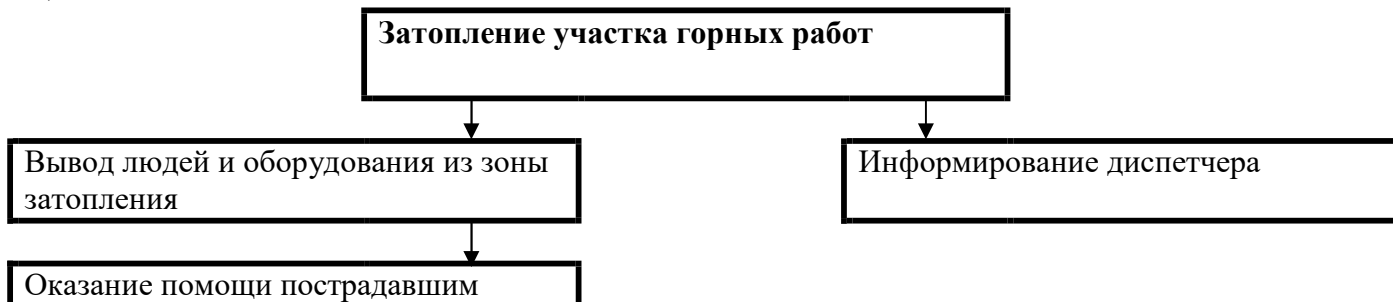 Затопление участка горных работ
Вывод людей и оборудования из зоны
затопления
Информирование диспетчера
Оказание помощи пострадавшим